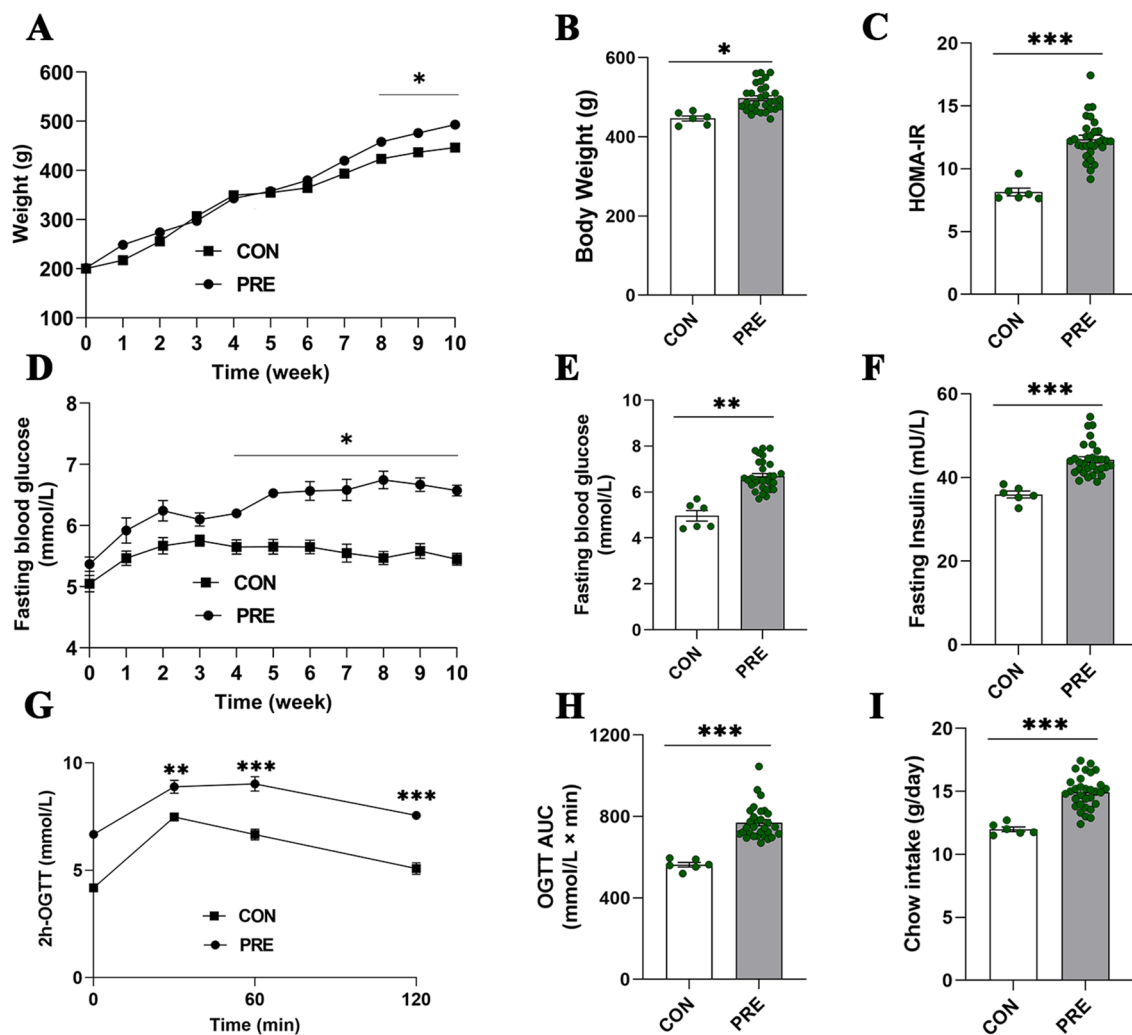 A
Weight (g)
600
500
400
300
200
100
*
CON
PRE
0 1 2 3 4 5 6 7 8 9 10
Time (week)
B
Body Weight (g)
600
400
200
0
*
CON PRE
C
HOMA-IR
20
15
10
5
0
***
CON PRE
D
Fasting blood glucose
(mmol/L)
8
7
6
5
4
*
CON
PRE
0 1 2 3 4 5 6 7 8 9 10
Time (week)
E
Fasting blood glucose
(mmol/L)
10
8
6
4
2
0
**
CON PRE
F
Fasting Insulin (mU/L)
60
40
20
0
***
CON PRE
G
2h-OGTT (mmol/L)
10
5
0
** *** ***
CON
PRE
0 60 120
Time (min)
H
OGTT AUC
(mmol/L × min)
1200
800
400
0
***
CON PRE
I
Chow intake (g/day)
20
15
10
5
0
***
CON PRE